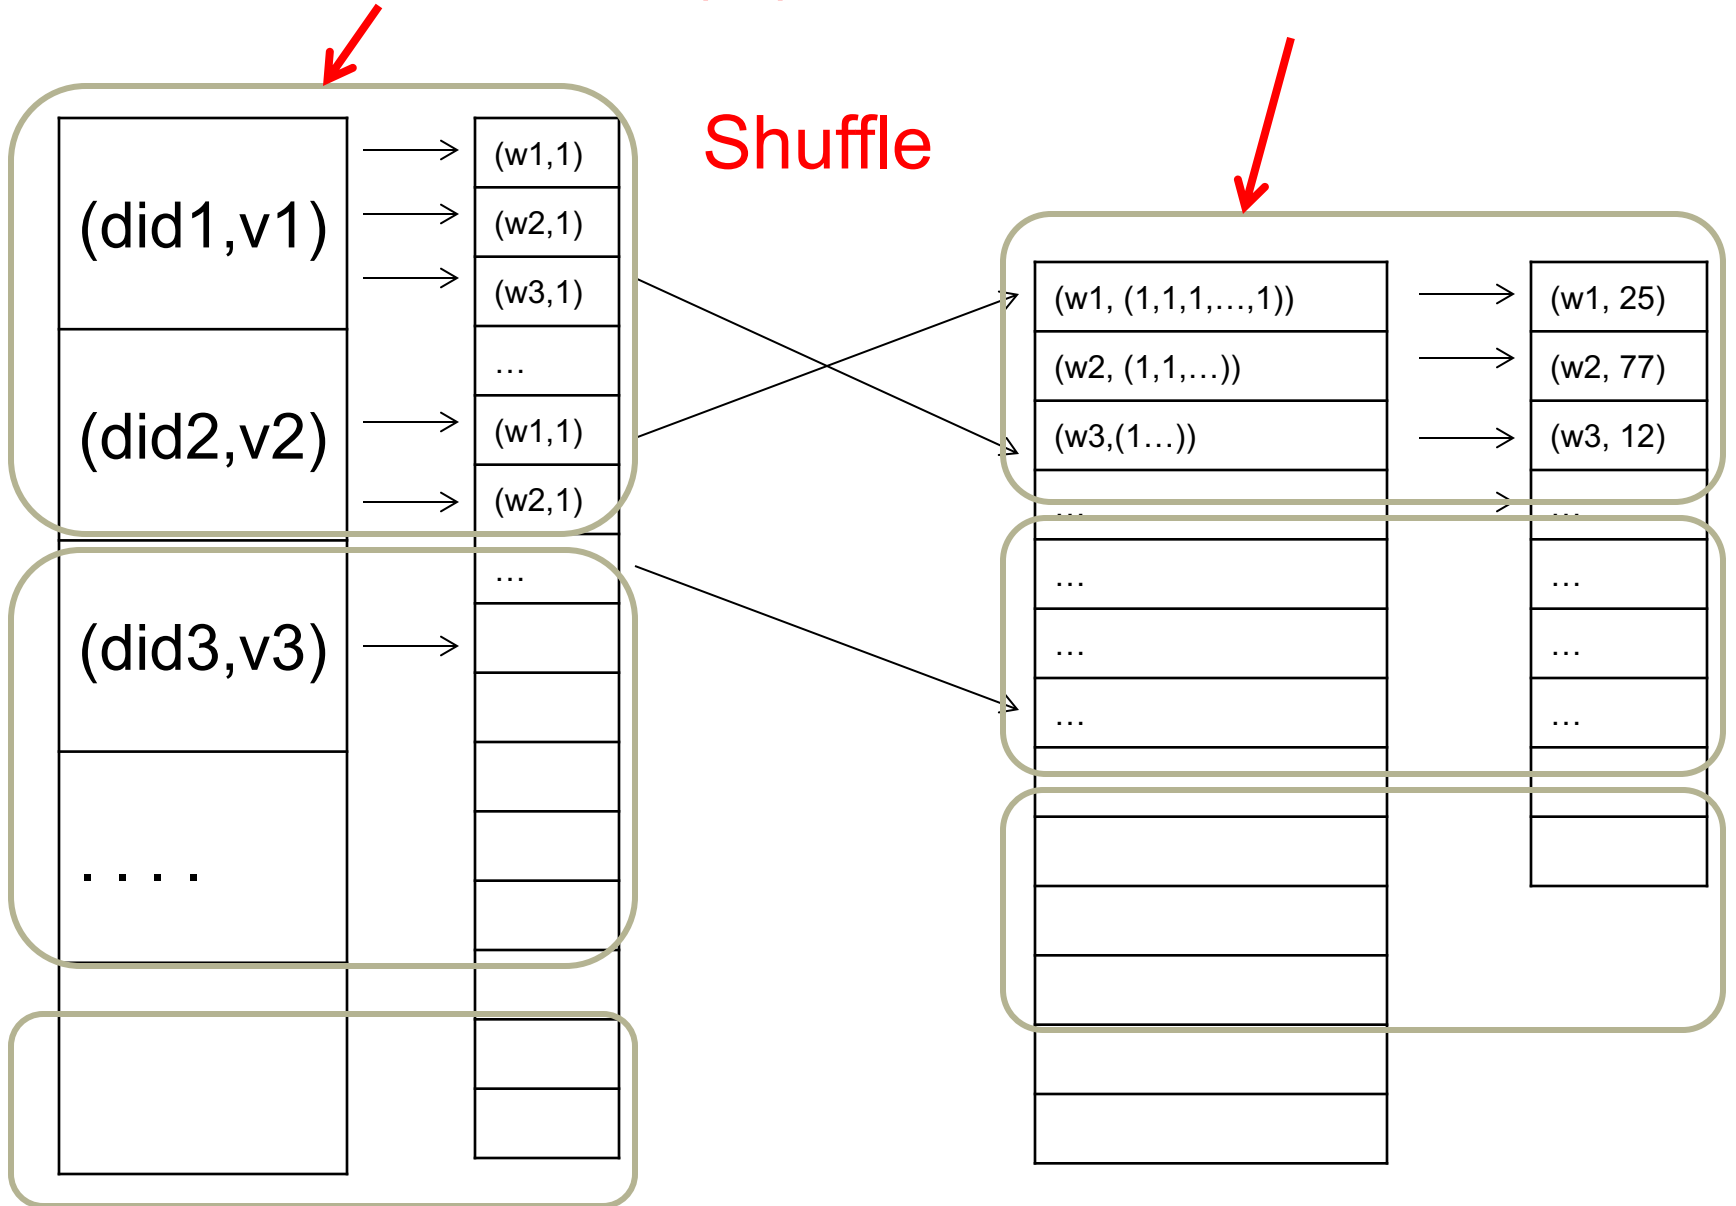 Shuffle
(did1,v1)
(did2,v2)
(did3,v3)
. . . .
(w1,1)
(w2,1)
(w3,1)
…
(w1,1)
(w2,1)
…
(w1, (1,1,1,…,1))
(w2, (1,1,…))
(w3,(1…))
…
…
…
…
(w1, 25)
(w2, 77)
(w3, 12)
…
…
…
…